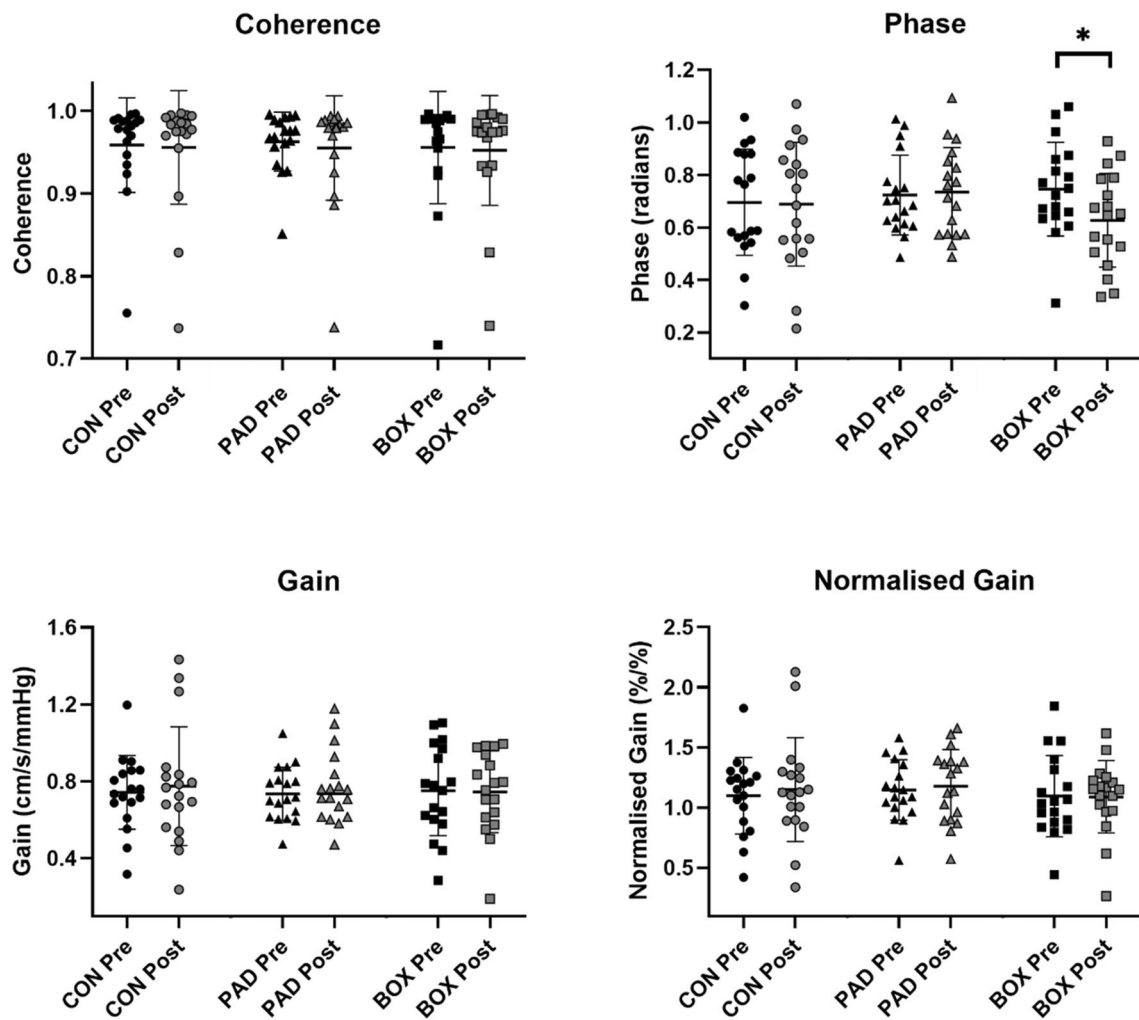 Coherence
Coherence
1.0
0.9
0.8
0.7
CON Pre
CON Post
PAD Pre
PAD Post
BOX Pre
BOX Post
Phase
*
Phase (radians)
1.2
1.0
0.8
0.6
0.4
0.2
CON Pre
CON Post
PAD Pre
PAD Post
BOX Pre
BOX Post
Gain
Gain (cm/s/mmHg)
1.6
1.2
0.8
0.4
CON Pre
CON Post
PAD Pre
PAD Post
BOX Pre
BOX Post
Normalised Gain
Normalised Gain (%/%)
2.5
2.0
1.5
1.0
0.5
CON Pre
CON Post
PAD Pre
PAD Post
BOX Pre
BOX Post